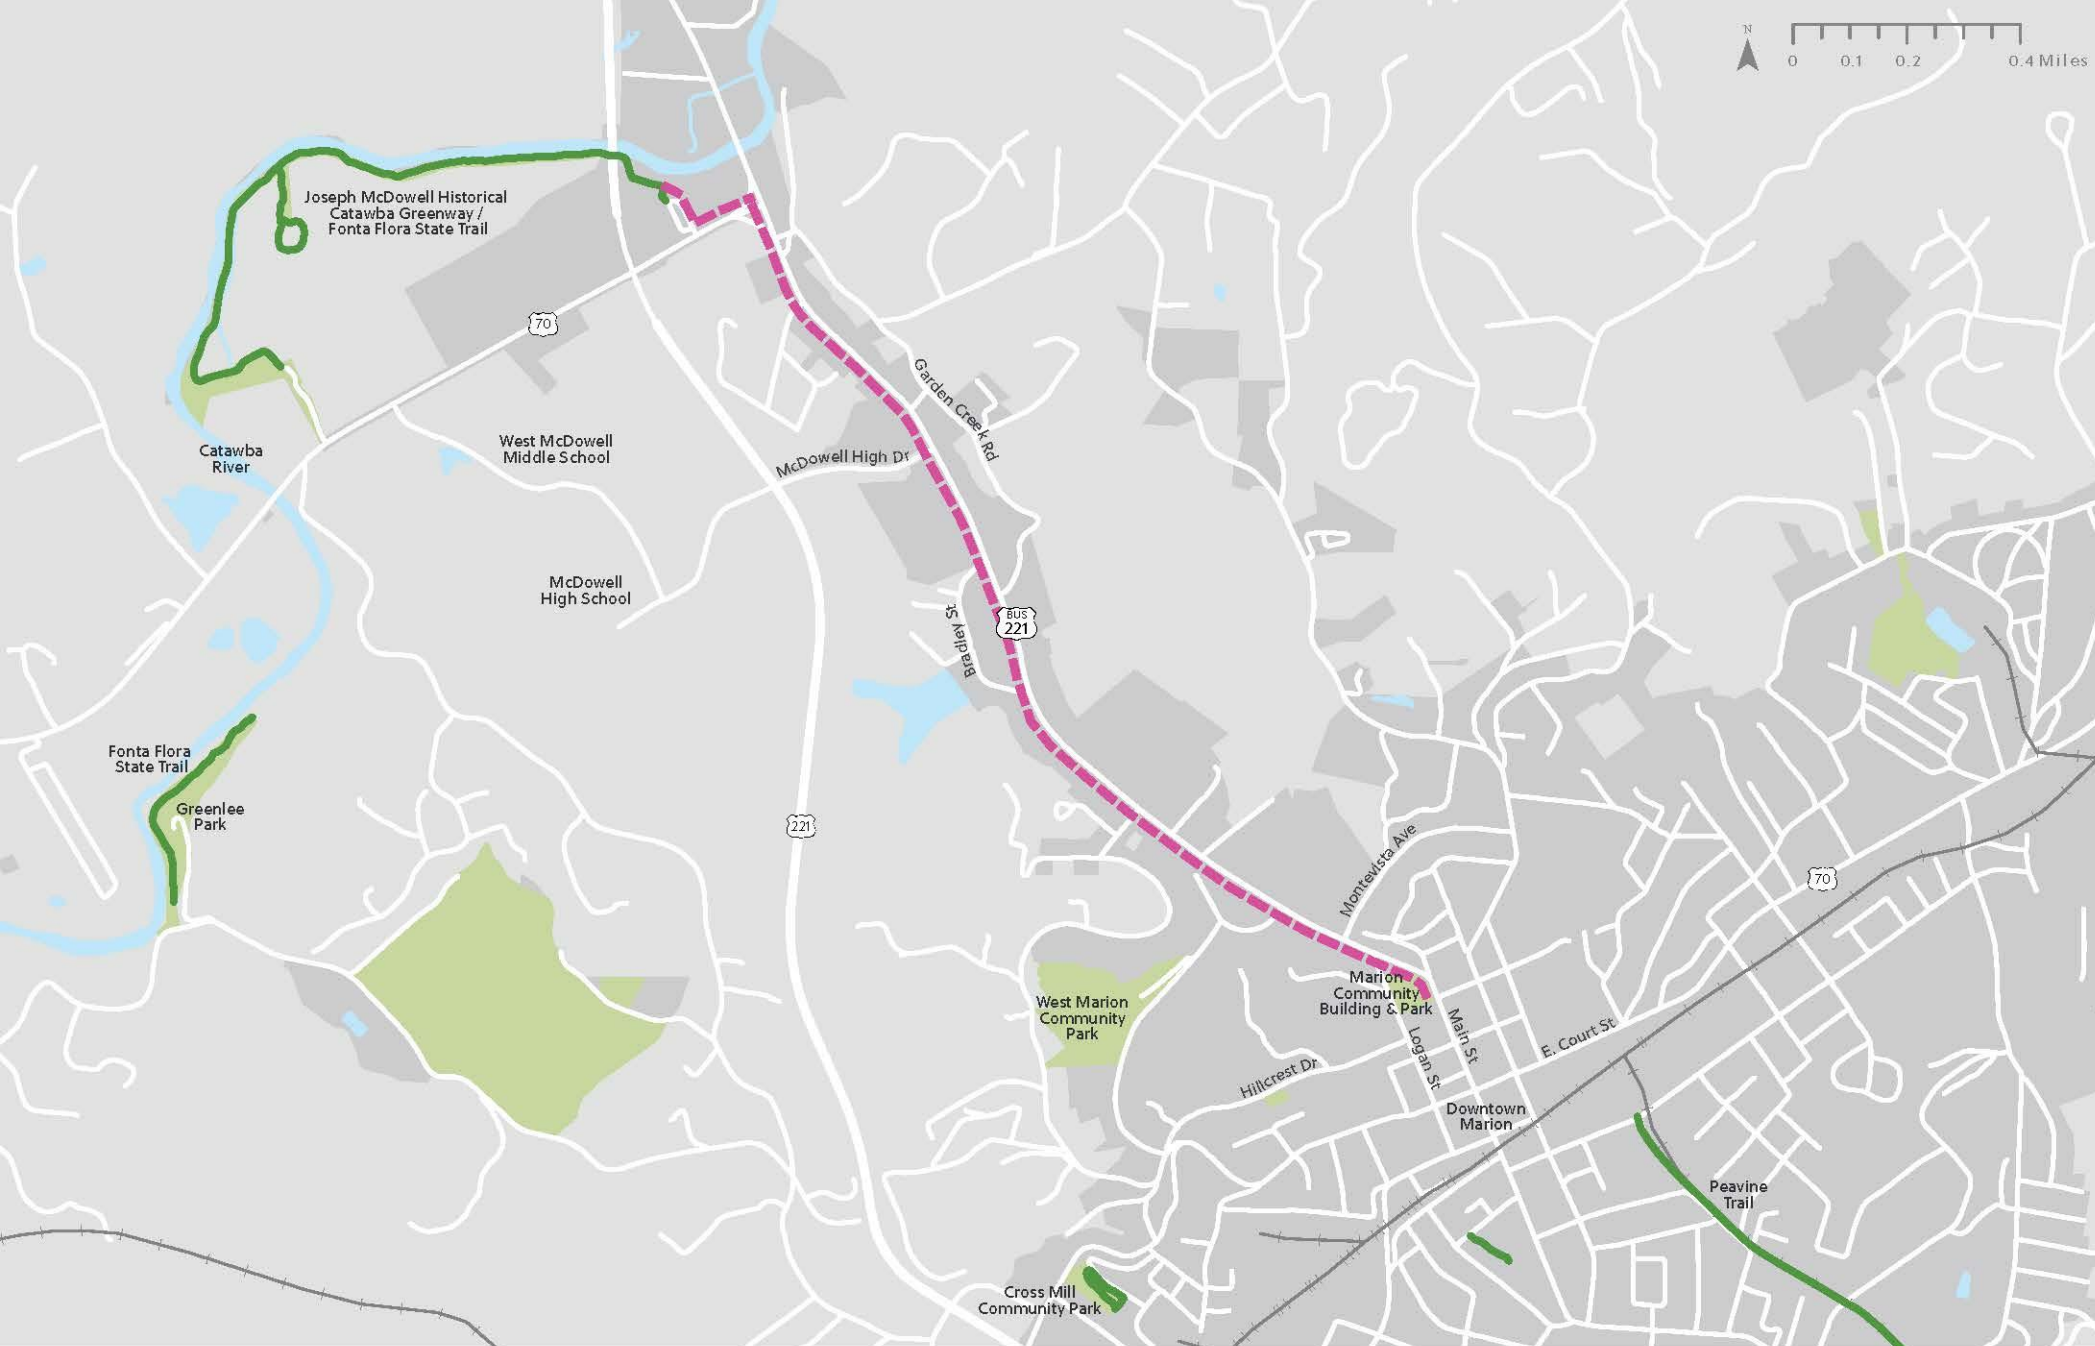 N
0 0.1 0.2 0.4 Miles
Joseph McDowell Historical
Catawba Greenway /
Fonta Flora State Trail
70
Garden Creek Rd
West McDowell
Middle School
Catawba
River
McDowell High Dr
McDowell
High School
BUS
221
Bradley St
Fonta Flora
State Trail
Greenlee
Park
221
Montevista Ave
70
West Marion
Community
Park
Marion
Community
Building & Park
Main St
Logan St
E. Court St
Hillcrest Dr
Downtown
Marion
Peavine
Trail
Cross Mill
Community Park